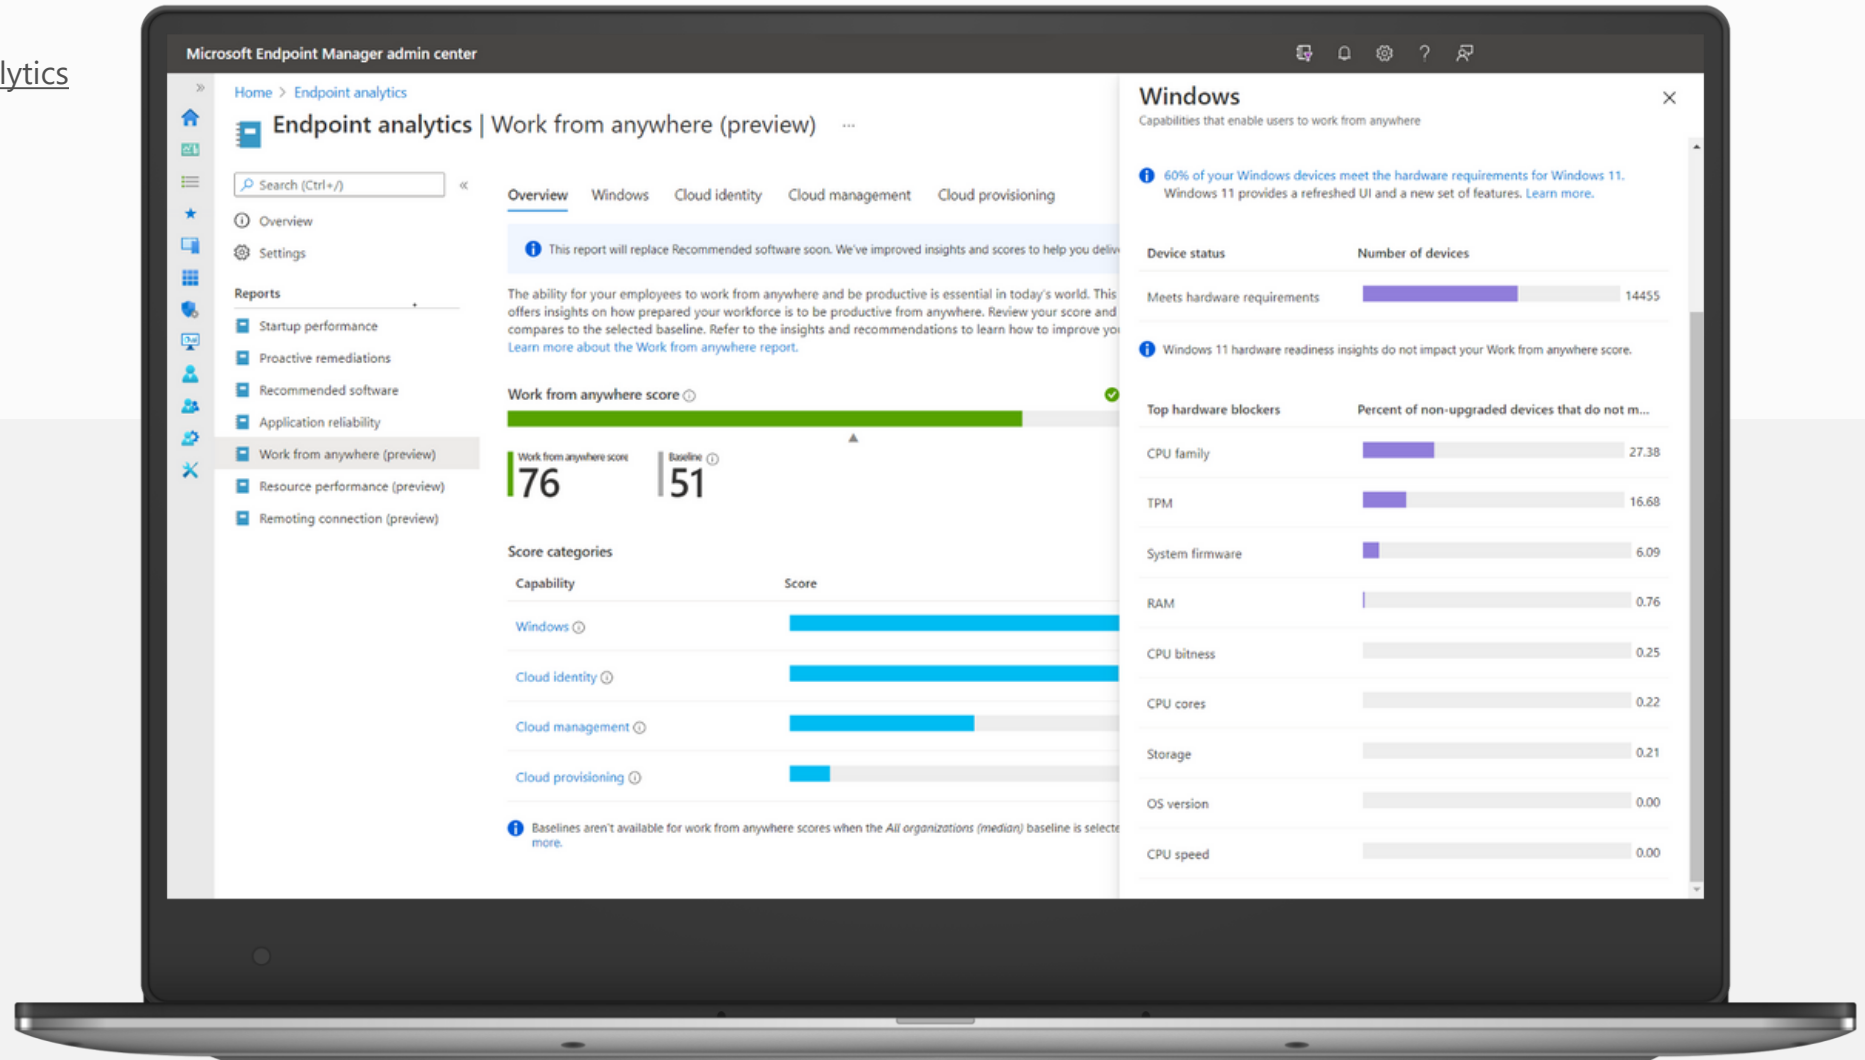 lytics
Microsoft Endpoint Manager admin center
Home > Endpoint analytics
Endpoint analytics | Work from anywhere (preview) ...
Search (Ctrl+/)
Overview
Settings
Reports
Startup performance
Proactive remediations
Recommended software
Application reliability
Work from anywhere (preview)
Resource performance (preview)
Remoting connection (preview)
Overview Windows Cloud identity Cloud management Cloud provisioning
This report will replace Recommended software soon. We've improved insights and scores to help you deliv
The ability for your employees to work from anywhere and be productive is essential in today's world. This
offers insights on how prepared your workforce is to be productive from anywhere. Review your score and
compares to the selected baseline. Refer to the insights and recommendations to learn how to improve yo
Learn more about the Work from anywhere report.
Work from anywhere score
Work from anywhere score
76
Baseline
51
Score categories
Capability Score
Windows
Cloud identity
Cloud management
Cloud provisioning
Baselines aren't available for work from anywhere scores when the All organizations (median) baseline is selecte
more.
Windows
Capabilities that enable users to work from anywhere
60% of your Windows devices meet the hardware requirements for Windows 11.
Windows 11 provides a refreshed UI and a new set of features. Learn more.
Device status Number of devices
Meets hardware requirements 14455
Windows 11 hardware readiness insights do not impact your Work from anywhere score.
Top hardware blockers Percent of non-upgraded devices that do not m...
CPU family 27.38
TPM 16.68
System firmware 6.09
RAM 0.76
CPU bitness 0.25
CPU cores 0.22
Storage 0.21
OS version 0.00
CPU speed 0.00